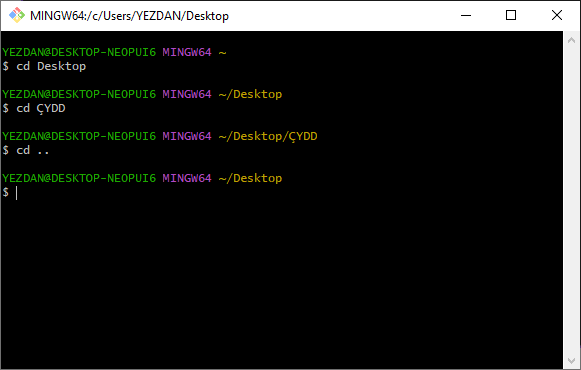 MINGW64:/c/Users/YEZDAN/Desktop
YEZDAN@DESKTOP-NEOPUI6 MINGW64 ~
$ cd Desktop
YEZDAN@DESKTOP-NEOPUI6 MINGW64 ~/Desktop
$ cd ÇYDD
YEZDAN@DESKTOP-NEOPUI6 MINGW64 ~/Desktop/ÇYDD
$ cd ..
YEZDAN@DESKTOP-NEOPUI6 MINGW64 ~/Desktop
$